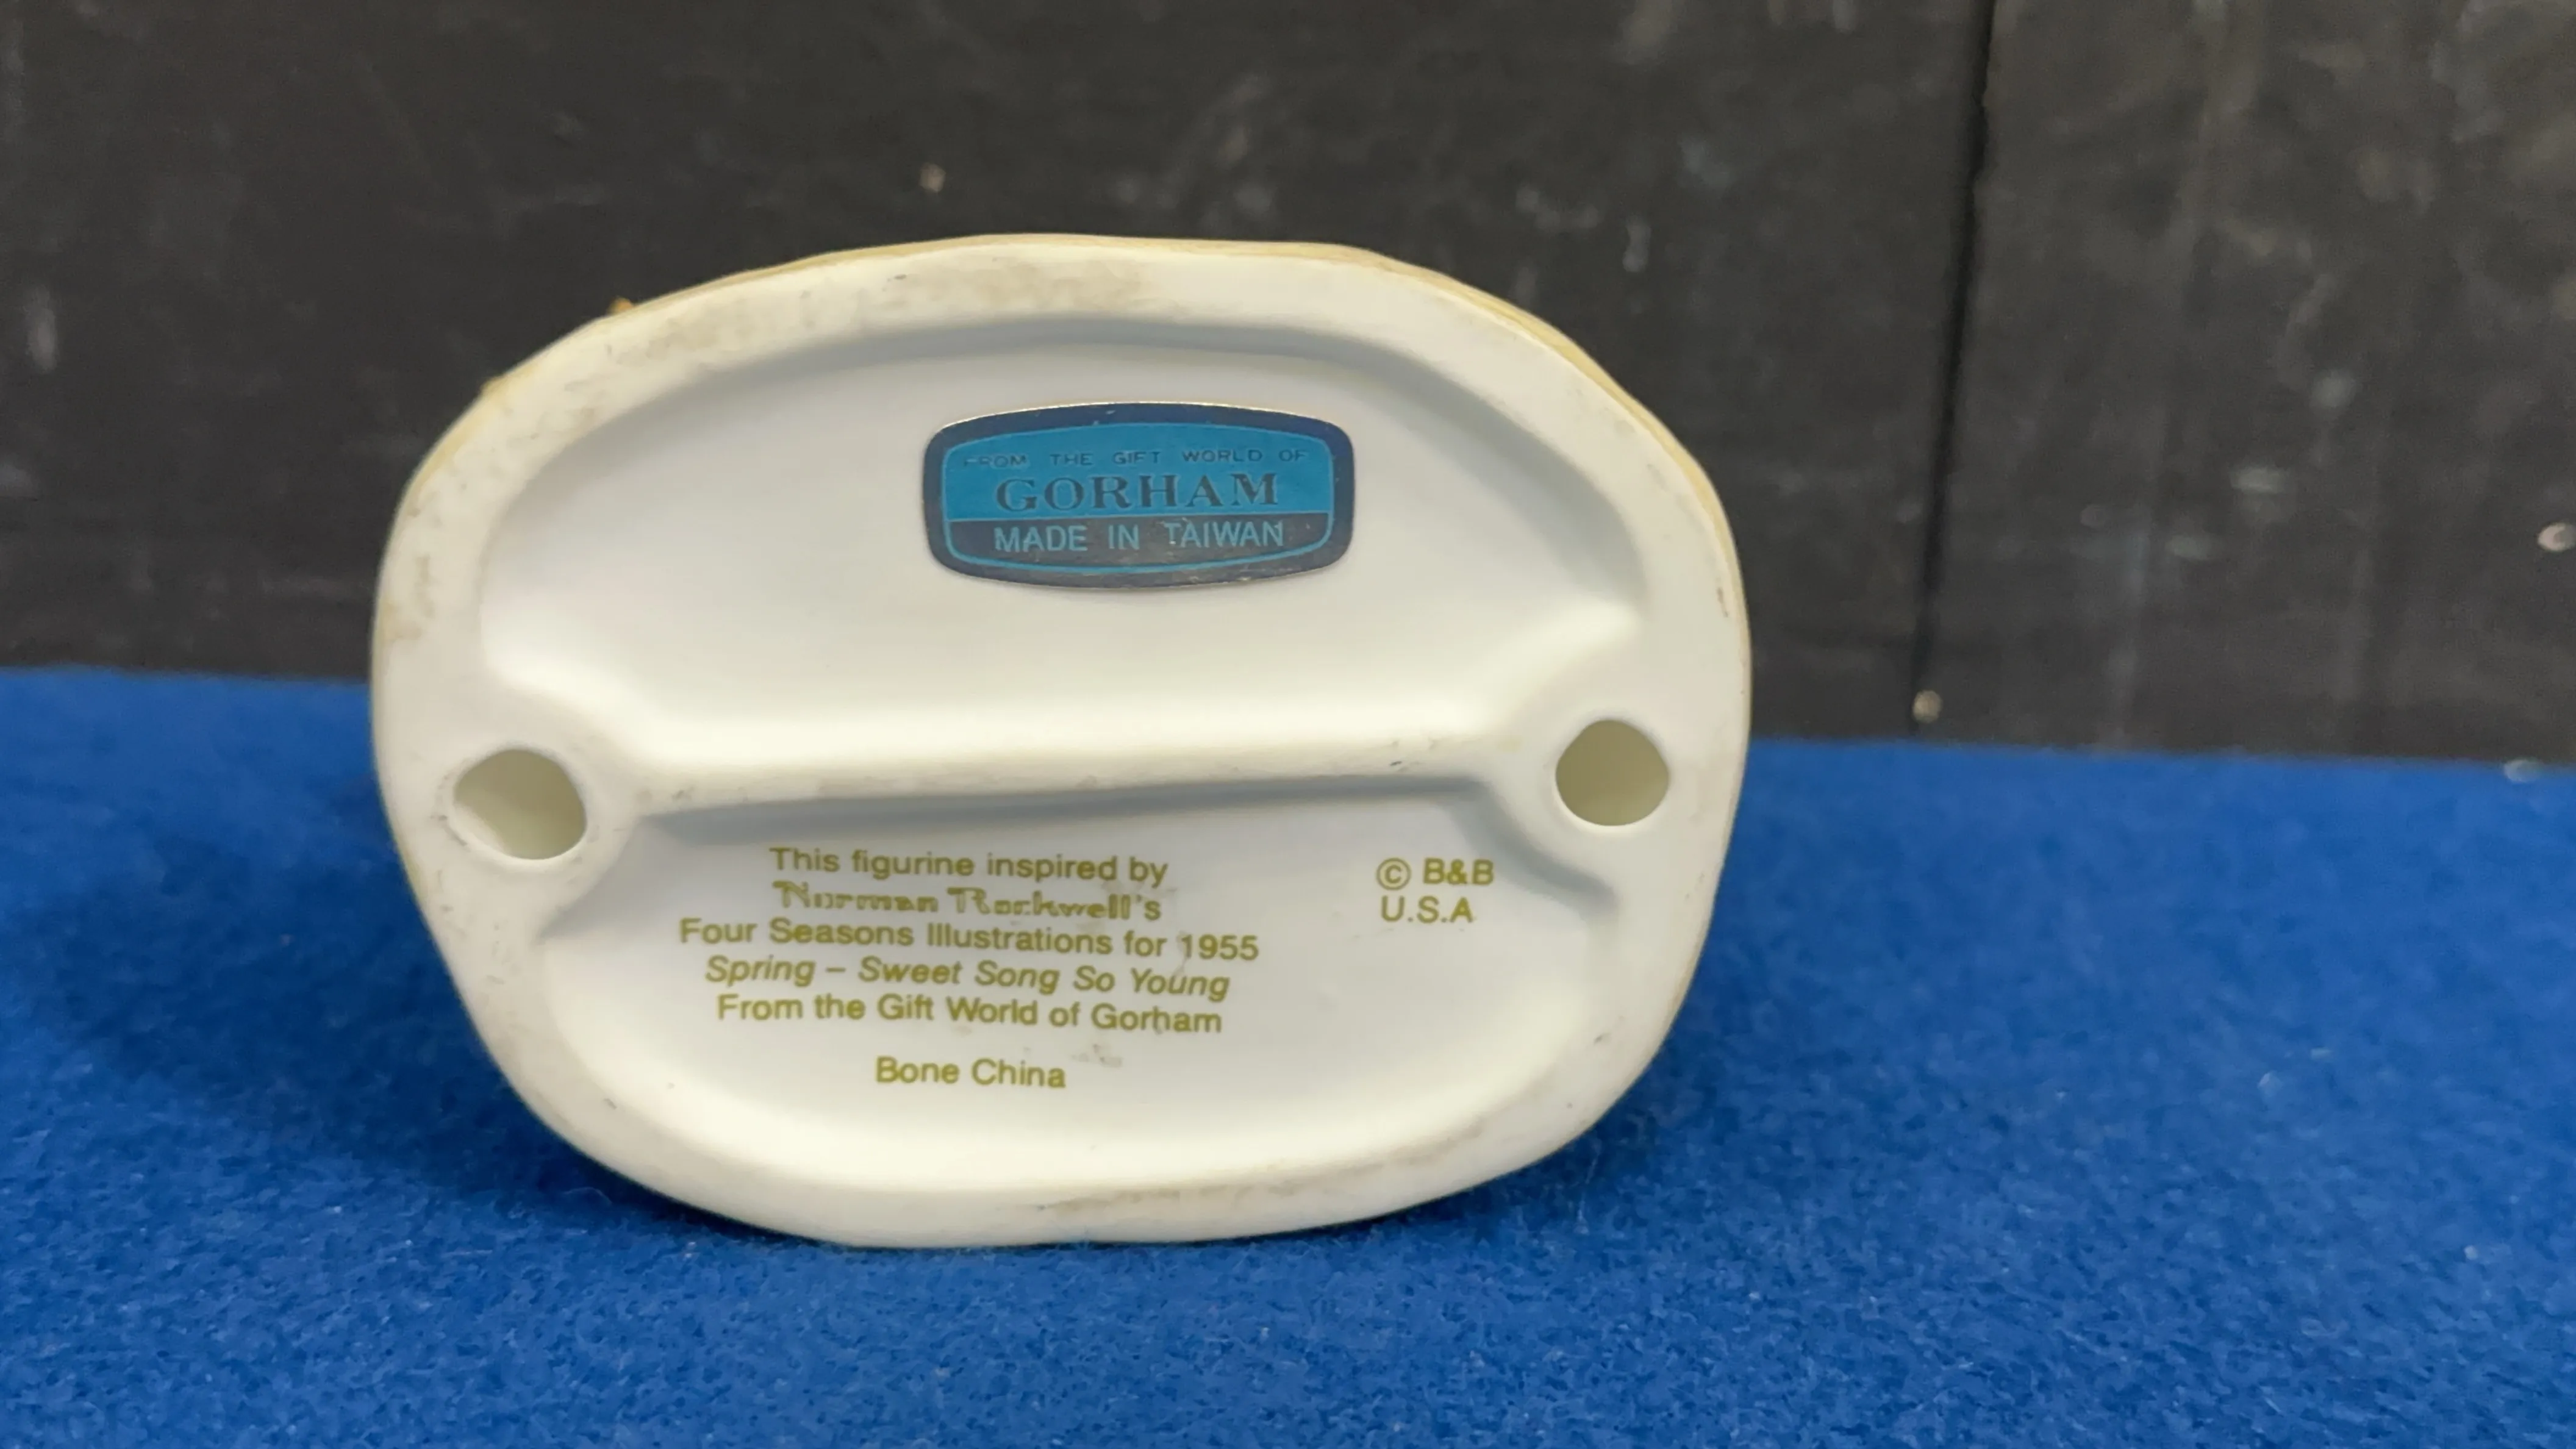 FROM THE GIFT WORLD OF
GORHAM
MADE IN TAIWAN
This figurine inspired by
Norman Rockwell's
Four Seasons Illustrations for 1955
Spring – Sweet Song So Young
From the Gift World of Gorham
Bone China
© B&B
U.S.A